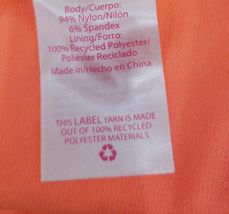 Body/Cuerpo:
94% Nylon/Nilón
6% Spandex
Lining/Forro:
100% Recycled Polyester/
Poliéster Reciclado
Made in/Hecho en China
THIS LABEL YARN IS MADE
OUT OF 100% RECYCLED
POLYESTER MATERIALS